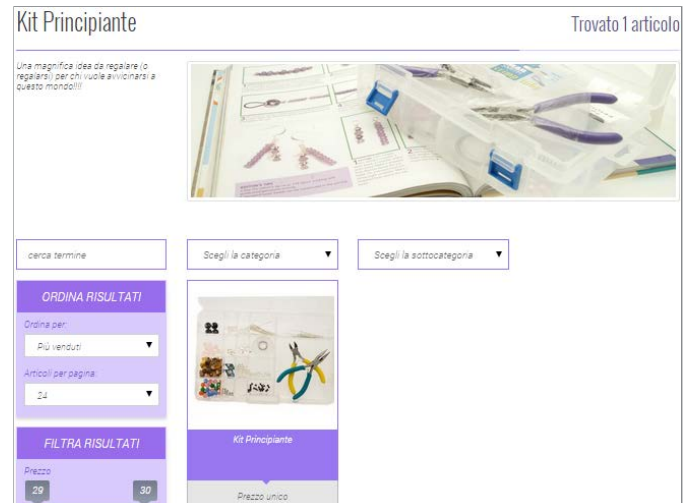 Kit Principiante
Trovato 1 articolo
Una magnifica idea da regalare (o
regalarsi) per chi vuole avvicinarsi a
questo mondo!!!!
cerca termine
Scegli la categoria
Scegli la sottocategoria
ORDINA RISULTATI
Ordina per:
Più venduti
Articoli per pagina:
24
Kit Principiante
FILTRA RISULTATI
Prezzo
29
30
Prezzo unico